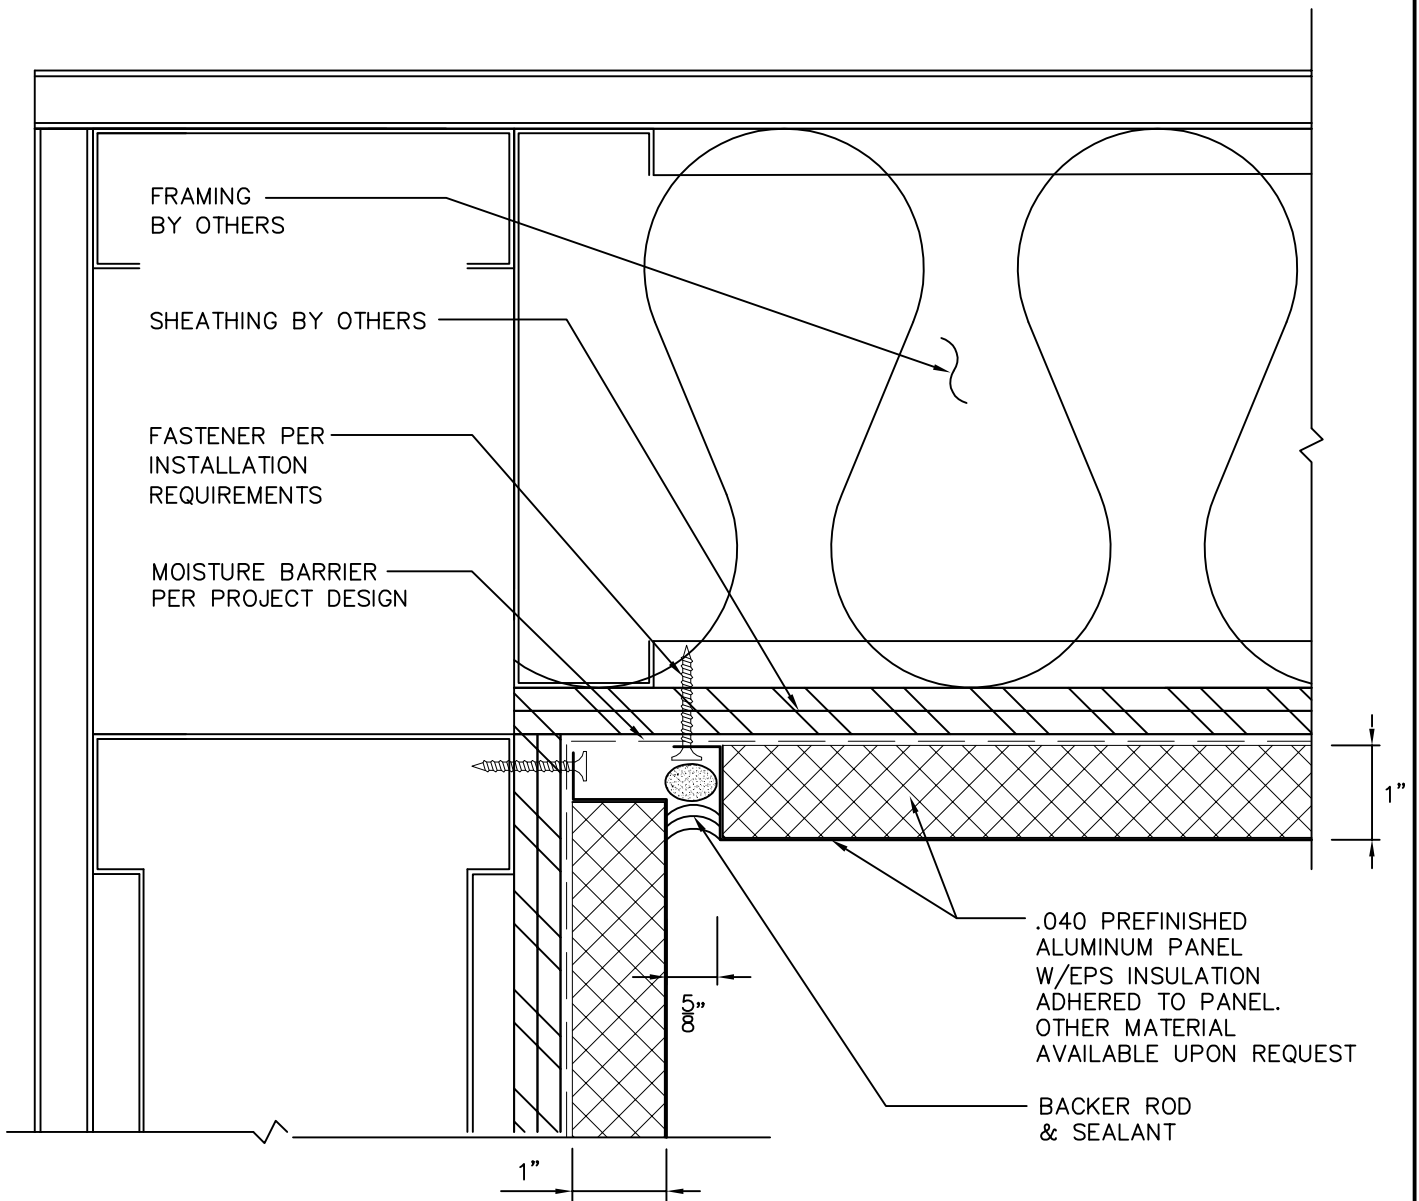 FRAMING
BY OTHERS
SHEATHING BY OTHERS
FASTENER PER
INSTALLATION
REQUIREMENTS
MOISTURE BARRIER
PER PROJECT DESIGN
1"
.040 PREFINISHED
ALUMINUM PANEL
W/EPS INSULATION
ADHERED TO PANEL.
OTHER MATERIAL
AVAILABLE UPON REQUEST
5/8"
BACKER ROD
& SEALANT
1"